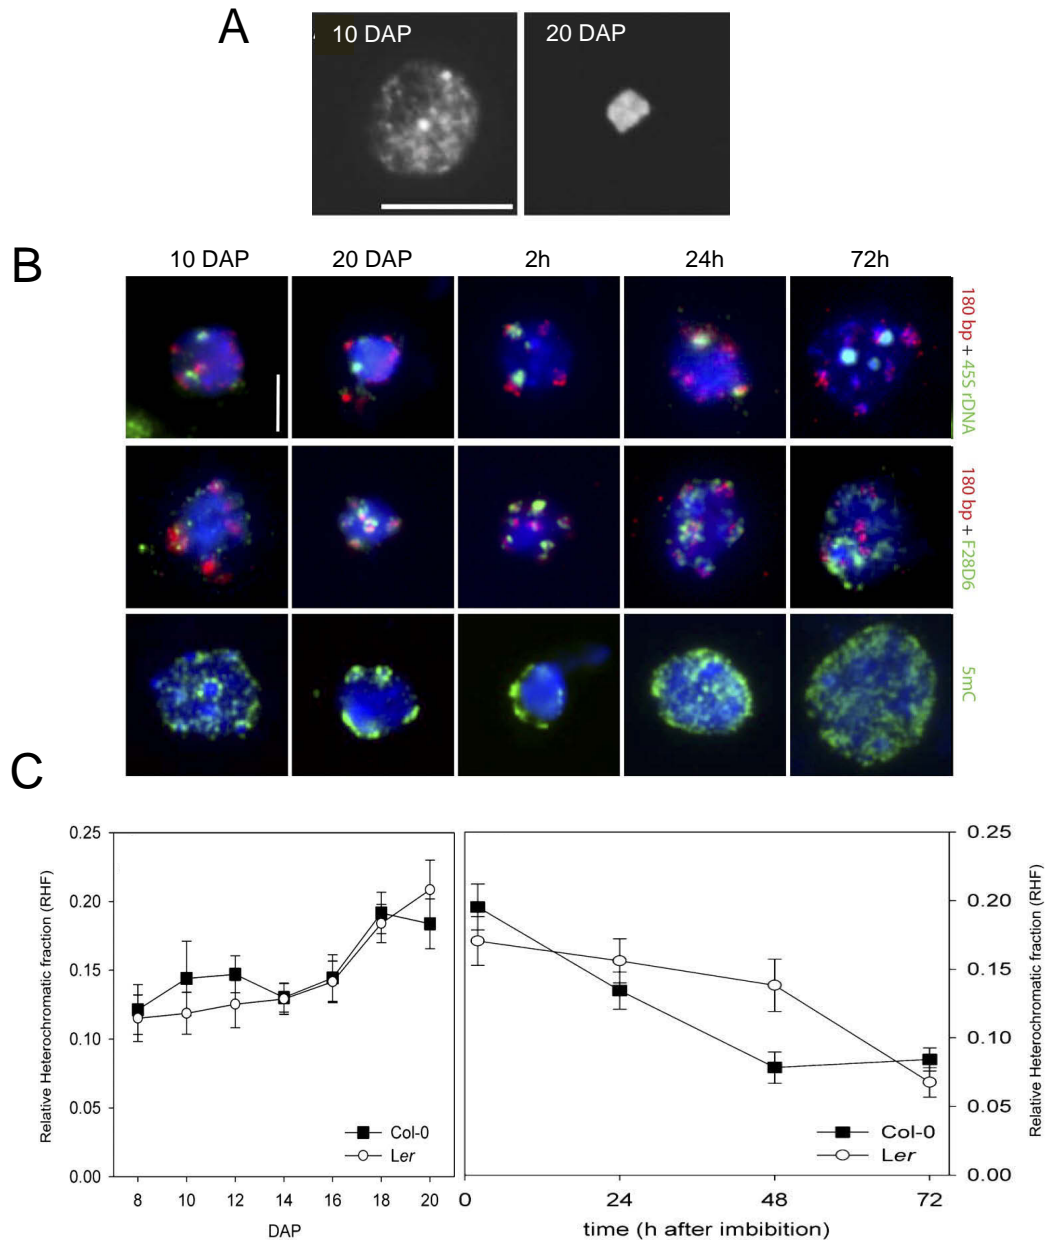 A
10 DAP
20 DAP
B
10 DAP
20 DAP
2h
24h
72h
180 bp + 45S rDNA
180 bp + F28D6
5mC
C
Relative Heterochromatic fraction (RHF)
0.25
0.20
0.15
0.10
0.05
0.00
Col-0
Ler
8 10 12 14 16 18 20
DAP
0.25
0.20
0.15
0.10
0.05
0.00
Relative Heterochromatic fraction (RHF)
Col-0
Ler
0 24 48 72
time (h after imbibition)